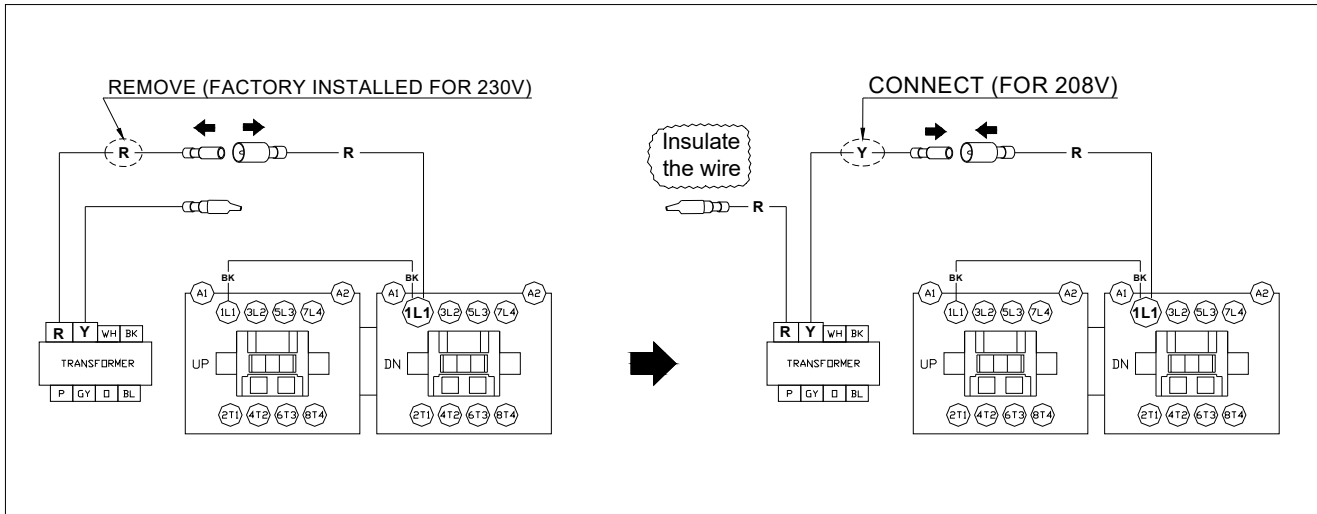 REMOVE (FACTORY INSTALLED FOR 230V)
R
R
BK
BK
A1
A2
A1
A2
1L1
3L2
5L3
7L4
1L1
3L2
5L3
7L4
R
Y
WH
BK
TRANSFORMER
P
GY
O
BL
UP
DN
2T1
4T2
6T3
8T4
2T1
4T2
6T3
8T4
CONNECT (FOR 208V)
Insulate
the wire
Y
R
R
BK
BK
A1
A2
A1
A2
1L1
3L2
5L3
7L4
1L1
3L2
5L3
7L4
R
Y
WH
BK
TRANSFORMER
P
GY
O
BL
UP
DN
2T1
4T2
6T3
8T4
2T1
4T2
6T3
8T4